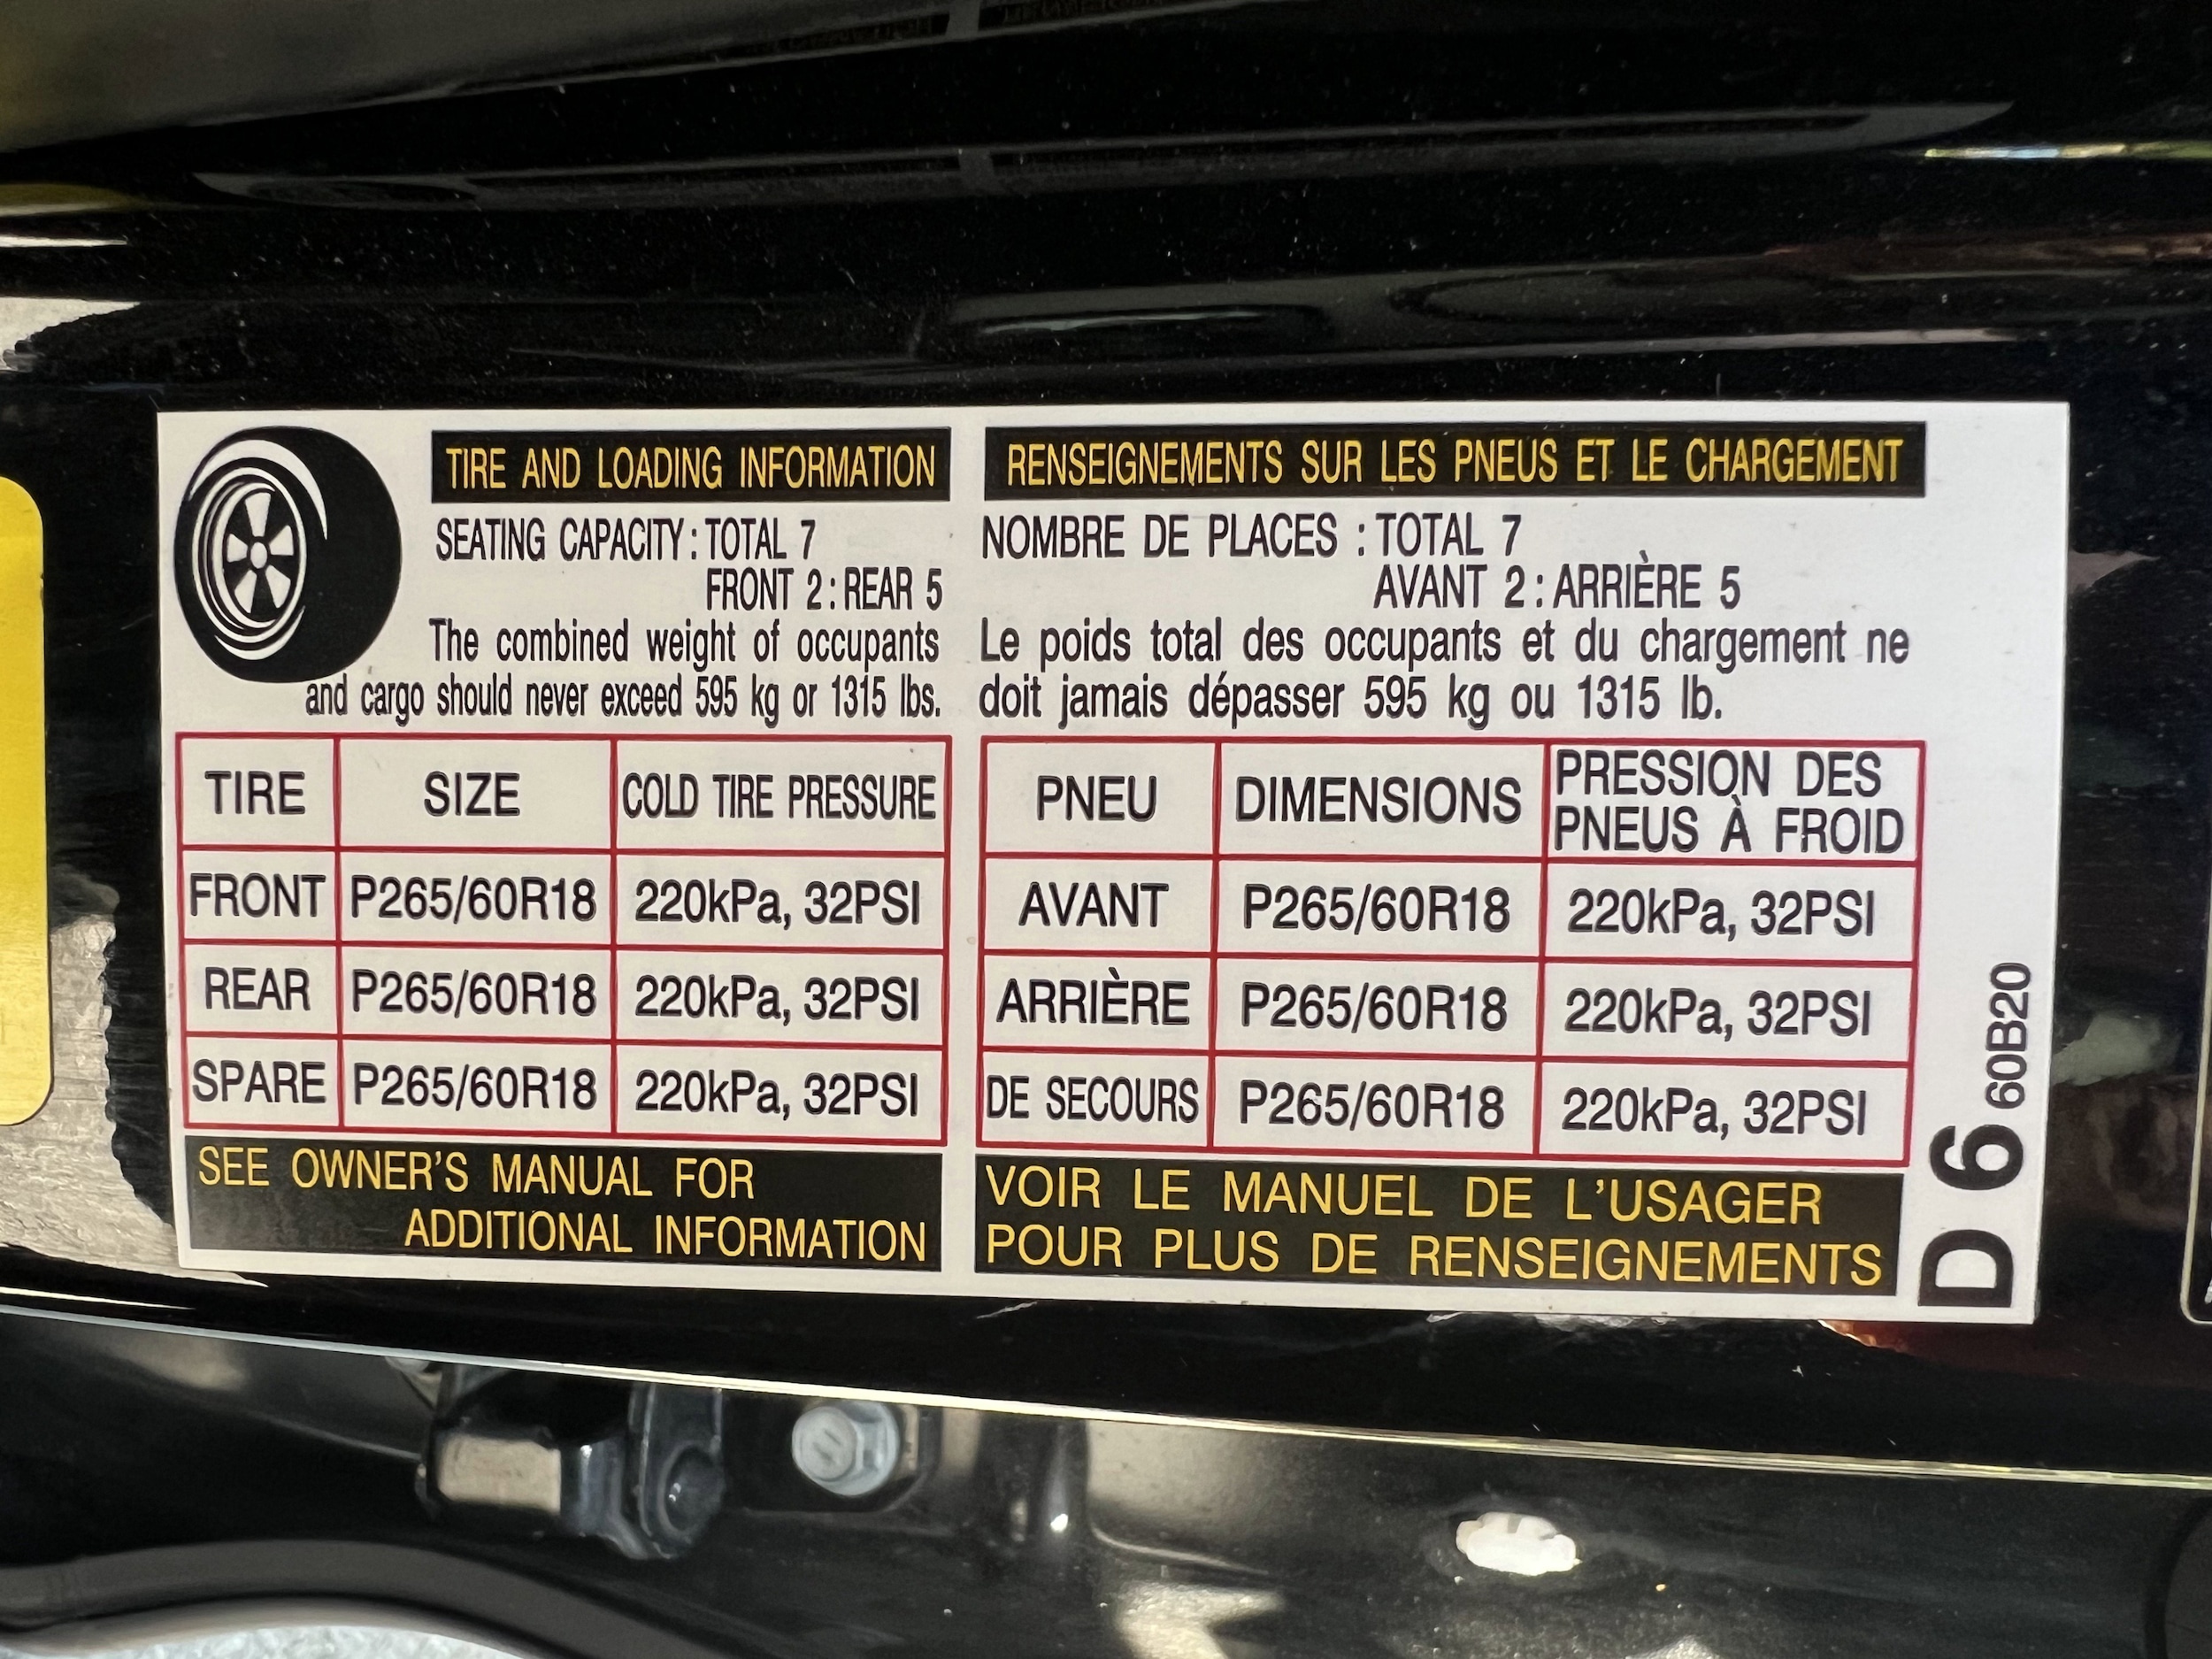 TIRE AND LOADING INFORMATION
SEATING CAPACITY : TOTAL 7
FRONT 2 : REAR 5
The combined weight of occupants
and cargo should never exceed 595 kg or 1315 lbs.
TIRE SIZE COLD TIRE PRESSURE
FRONT P265/60R18 220kPa, 32PSI
REAR P265/60R18 220kPa, 32PSI
SPARE P265/60R18 220kPa, 32PSI
SEE OWNER'S MANUAL FOR
ADDITIONAL INFORMATION
RENSEIGNEMENTS SUR LES PNEUS ET LE CHARGEMENT
NOMBRE DE PLACES : TOTAL 7
AVANT 2 : ARRIÈRE 5
Le poids total des occupants et du chargement ne
doit jamais dépasser 595 kg ou 1315 lb.
PNEU DIMENSIONS PRESSION DES
PNEUS À FROID
AVANT P265/60R18 220kPa, 32PSI
ARRIÈRE P265/60R18 220kPa, 32PSI
DE SECOURS P265/60R18 220kPa, 32PSI
VOIR LE MANUEL DE L'USAGER
POUR PLUS DE RENSEIGNEMENTS
D 6 60B20